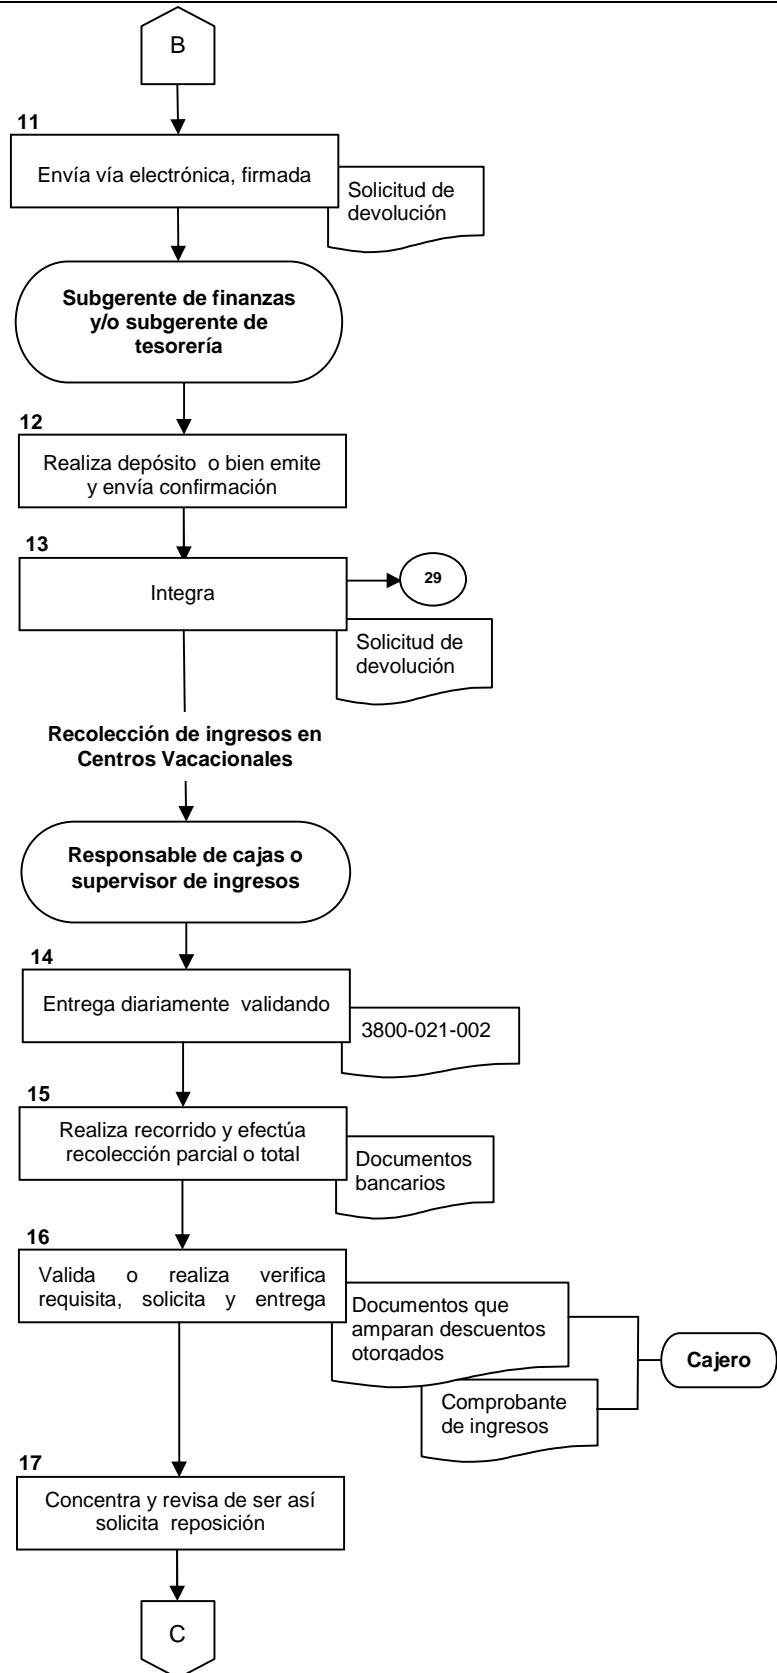 B
11
Envía vía electrónica, firmada
Solicitud de
devolución
Subgerente de finanzas
y/o subgerente de
tesorería
12
Realiza depósito o bien emite
y envía confirmación
13
Integra
29
Solicitud de
devolución
Recolección de ingresos en
Centros Vacacionales
Responsable de cajas o
supervisor de ingresos
14
Entrega diariamente validando
3800-021-002
15
Realiza recorrido y efectúa
recolección parcial o total
Documentos
bancarios
16
Valida o realiza verifica
requisita, solicita y entrega
Documentos que
amparan descuentos
otorgados
Cajero
Comprobante
de ingresos
17
Concentra y revisa de ser así
solicita reposición
C